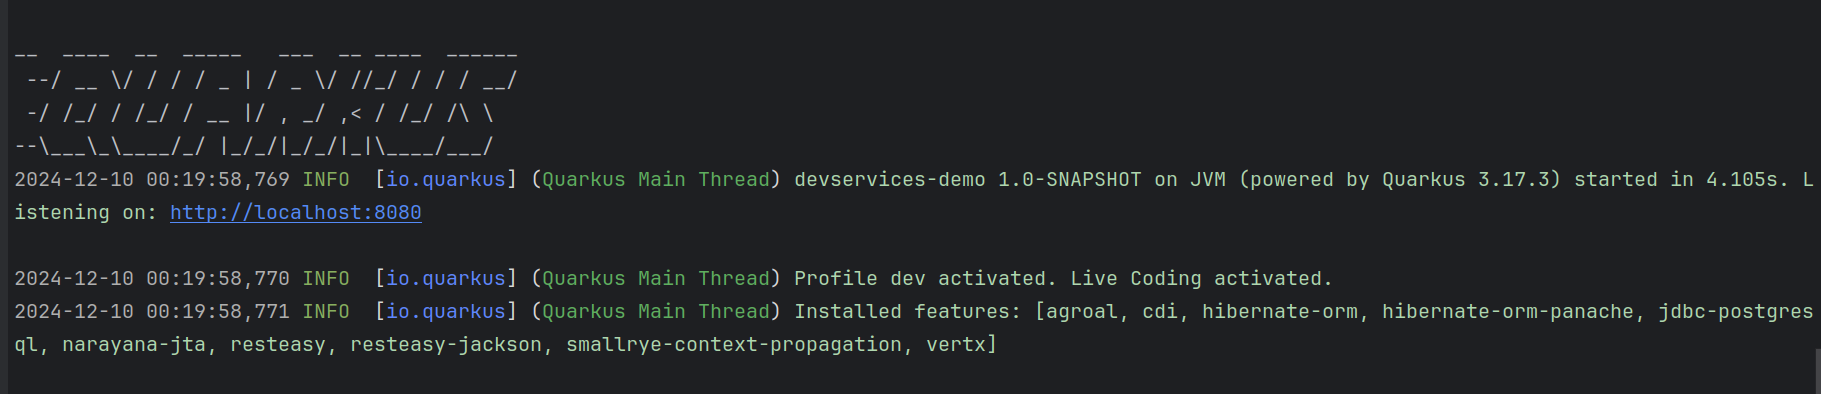 __  ____  __  _____   ___  __ ____  ______
 --/ __ \/ / / / _ | / _ \/ //_/ / / / __/
 -/ /_/ / /_/ / __ |/ , _/ ,< / /_/ /\ \
--\___\_\____/_/ |_/_/|_/_/|_|\____/___/
2024-12-10 00:19:58,769 INFO  [io.quarkus] (Quarkus Main Thread) devservices-demo 1.0-SNAPSHOT on JVM (powered by Quarkus 3.17.3) started in 4.105s. L
istening on: http://localhost:8080
2024-12-10 00:19:58,770 INFO  [io.quarkus] (Quarkus Main Thread) Profile dev activated. Live Coding activated.
2024-12-10 00:19:58,771 INFO  [io.quarkus] (Quarkus Main Thread) Installed features: [agroal, cdi, hibernate-orm, hibernate-orm-panache, jdbc-postgres
ql, narayana-jta, resteasy, resteasy-jackson, smallrye-context-propagation, vertx]